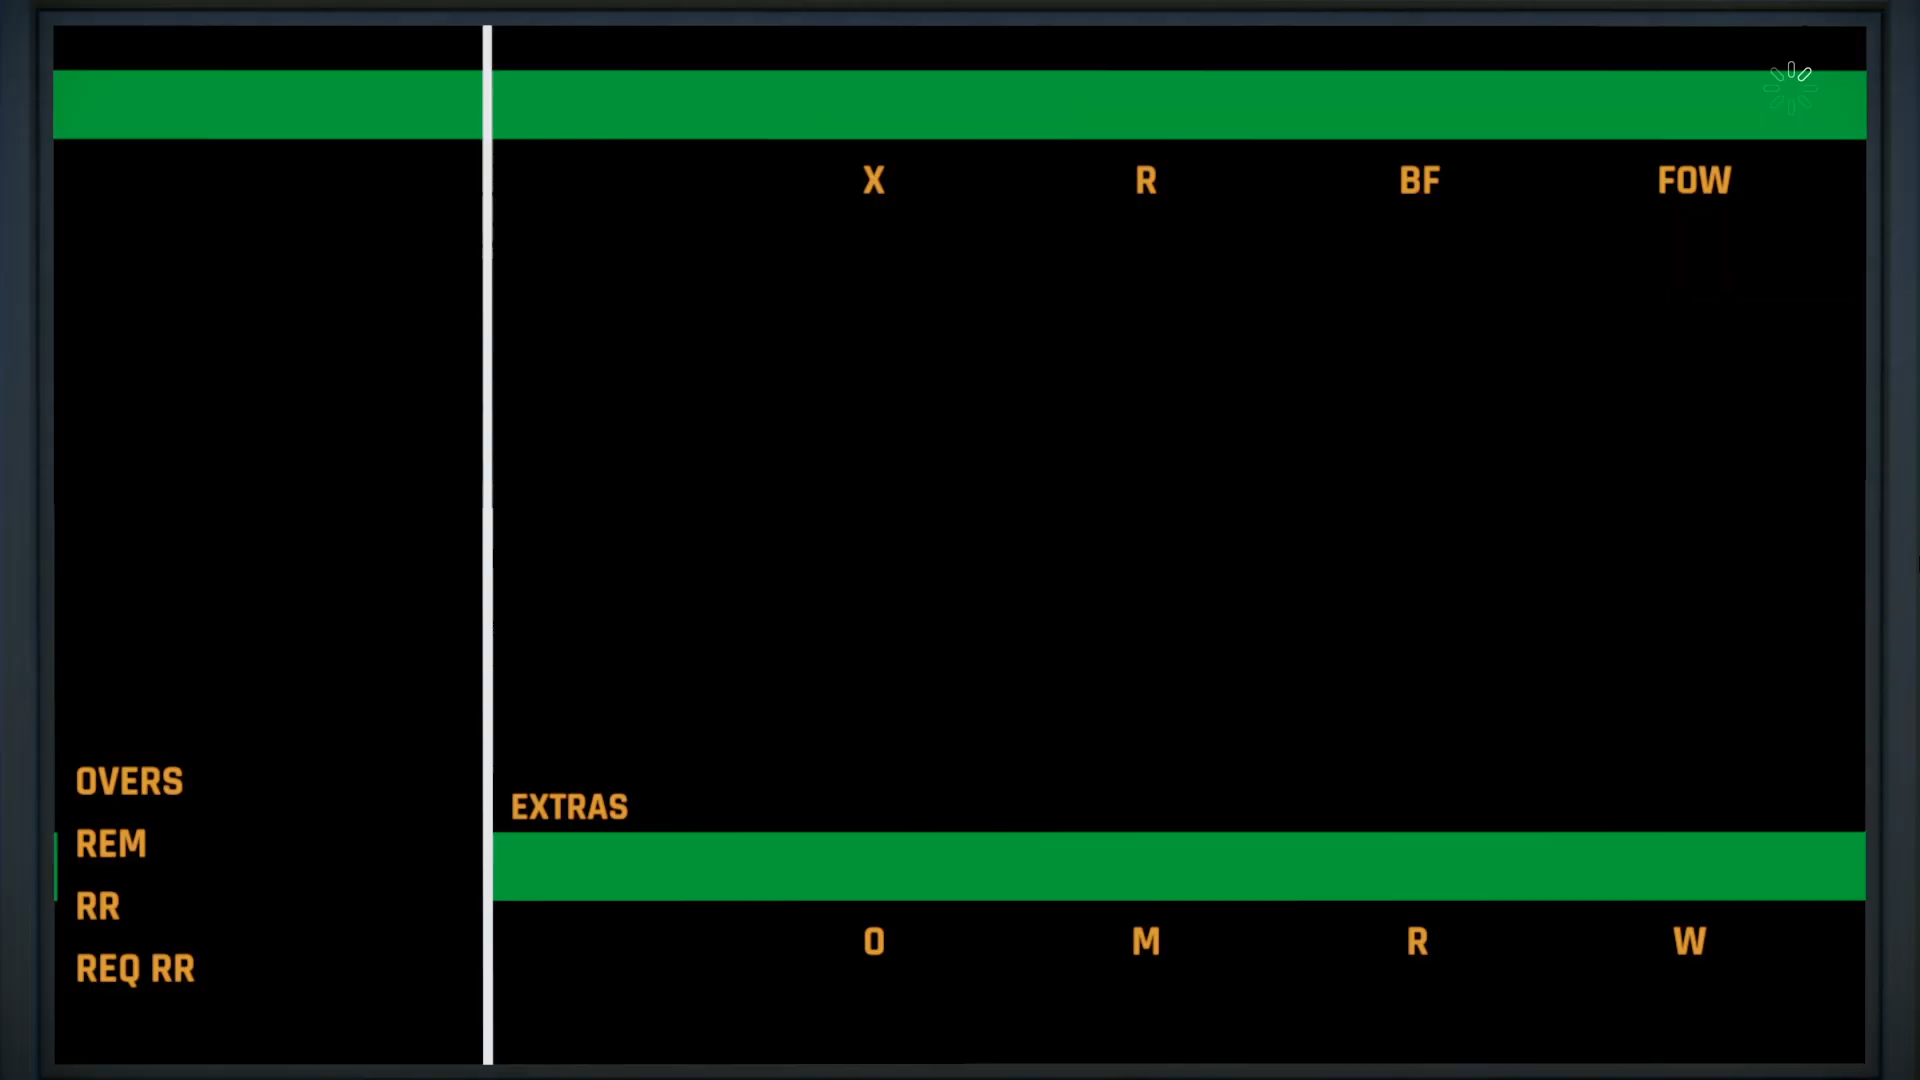 X R BF FOW
OVERS
REM
RR
REQ RR
EXTRAS
O M R W